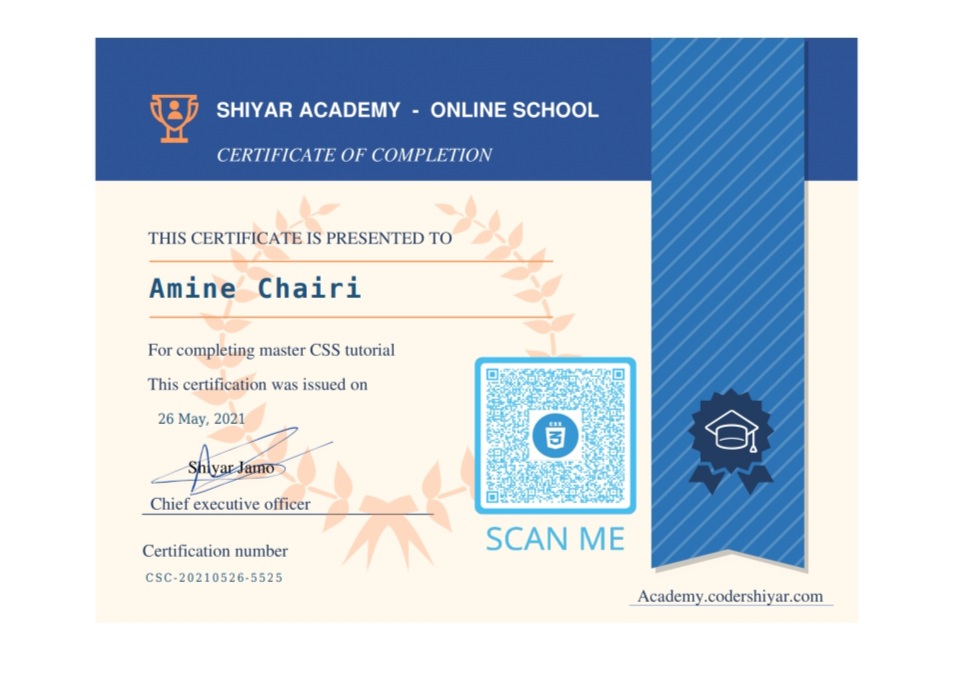 SHIYAR ACADEMY - ONLINE SCHOOL
CERTIFICATE OF COMPLETION
THIS CERTIFICATE IS PRESENTED TO
Amine Chairi
For completing master CSS tutorial
This certification was issued on
26 May, 2021
Shiyar Jamo
Chief executive officer
Certification number
CSC-20210526-5525
CSS
3
SCAN ME
Academy.codershiyar.com